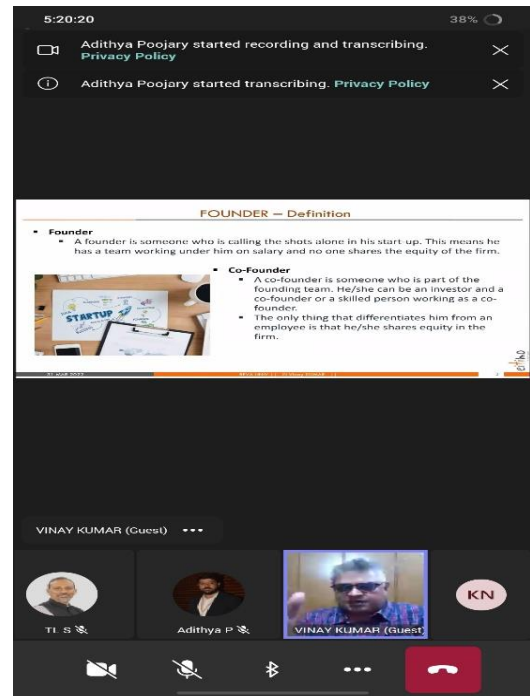 5:20:20 38%
Adithya Poojary started recording and transcribing.
Privacy Policy
Adithya Poojary started transcribing. Privacy Policy
FOUNDER – Definition
▪ Founder
▪ A founder is someone who is calling the shots alone in his start-up. This means he
has a team working under him on salary and no one shares the equity of the firm.
▪ Co-Founder
▪ A co-founder is someone who is part of the
founding team. He/she can be an investor and a
co-founder or a skilled person working as a co-
founder.
▪ The only thing that differentiates him from an
employee is that he/she shares equity in the
firm.
STARTUP
VINAY KUMAR (Guest) •••
TL S
Adithya P
VINAY KUMAR (Guest)
KN